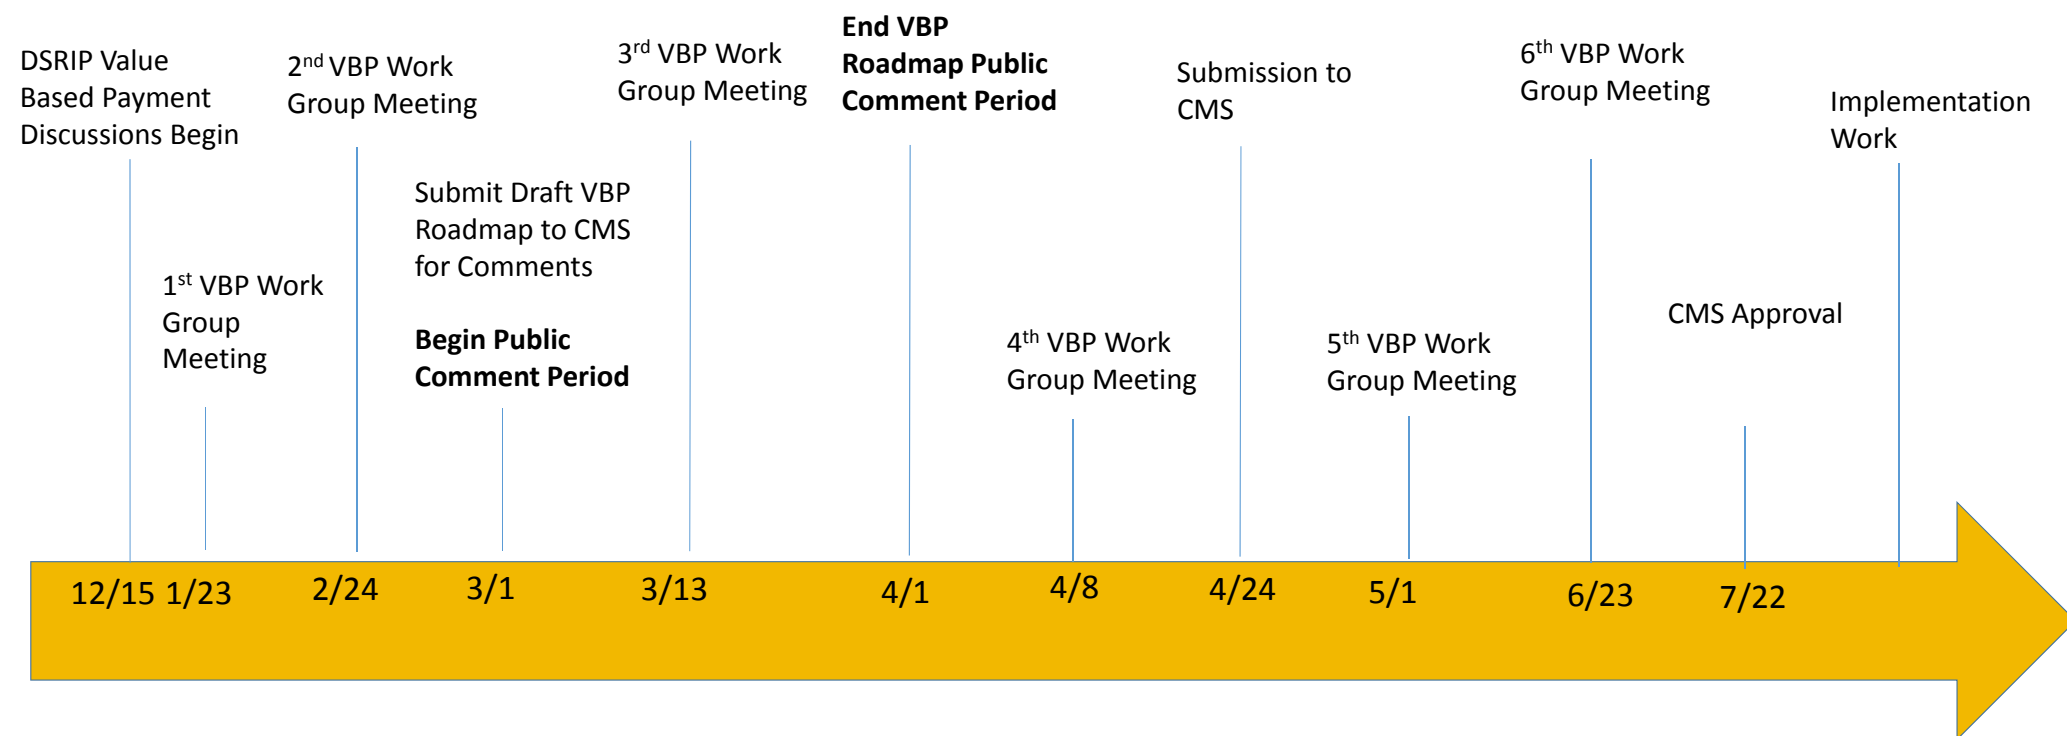 DSRIP Value
Based Payment
Discussions Begin
1st VBP Work
Group
Meeting
2nd VBP Work
Group Meeting
Submit Draft VBP
Roadmap to CMS
for Comments
Begin Public
Comment Period
3rd VBP Work
Group Meeting
End VBP
Roadmap Public
Comment Period
4th VBP Work
Group Meeting
Submission to
CMS
5th VBP Work
Group Meeting
6th VBP Work
Group Meeting
CMS Approval
Implementation
Work
12/15 1/23 2/24 3/1 3/13 4/1 4/8 4/24 5/1 6/23 7/22